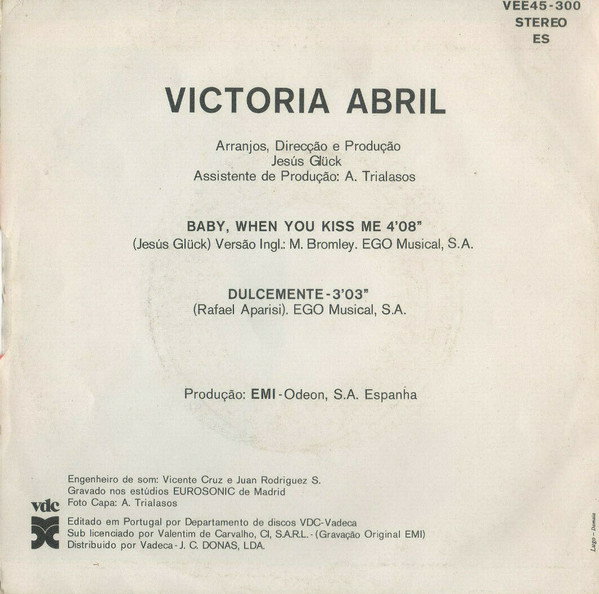 VEE45-300
STEREO
ES
VICTORIA ABRIL
Arranjos, Direcção e Produção
Jesús Glück
Assistente de Produção: A. Trialasos
BABY, WHEN YOU KISS ME 4'08"
(Jesús Glück) Versão Ingl.: M. Bromley. EGO Musical, S.A.
DULCEMENTE-3'03"
(Rafael Aparisi). EGO Musical, S.A.
Produção: EMI-Odeon, S.A. Espanha
Engenheiro de som: Vicente Cruz e Juan Rodriguez S.
Gravado nos estúdios EUROSONIC de Madrid
Foto Capa: A. Trialasos
vdc
Editado em Portugal por Departamento de discos VDC-Vadeca
Sub licenciado por Valentim de Carvalho, CI, S.A.R.L.-(Gravação Original EMI)
Distribuido por Vadeca-J. C. DONAS, LDA.